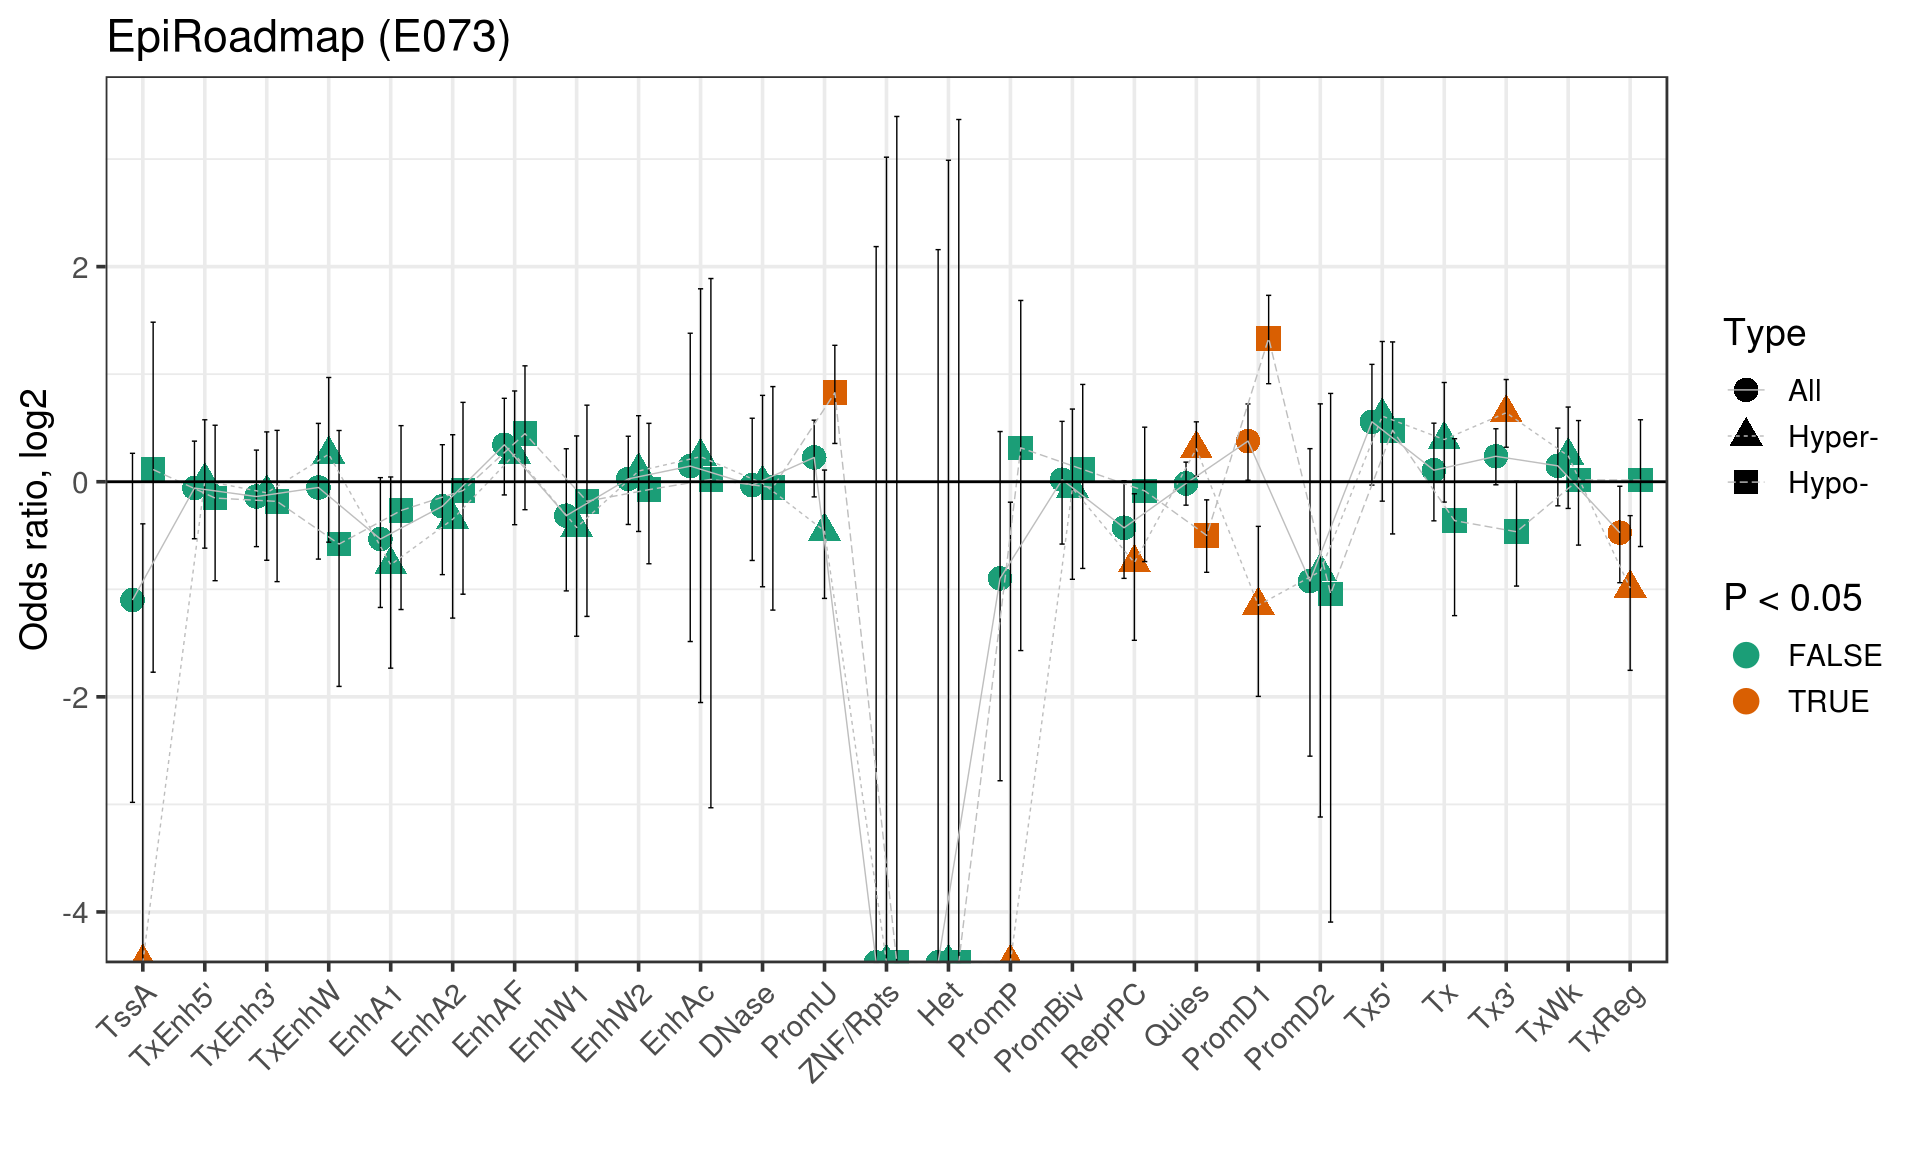 EpiRoadmap (E073)
Odds ratio, log2
2
0
-2
-4
TssA
TxEnh5'
TxEnh3'
TxEnhW
EnhA1
EnhA2
EnhAF
EnhW1
EnhW2
EnhAc
DNase
PromU
ZNF/Rpts
Het
PromP
PromBiv
ReprPC
Quies
PromD1
PromD2
Tx5'
Tx
Tx3'
TxWk
TxReg
Type
All
Hyper-
Hypo-
P < 0.05
FALSE
TRUE